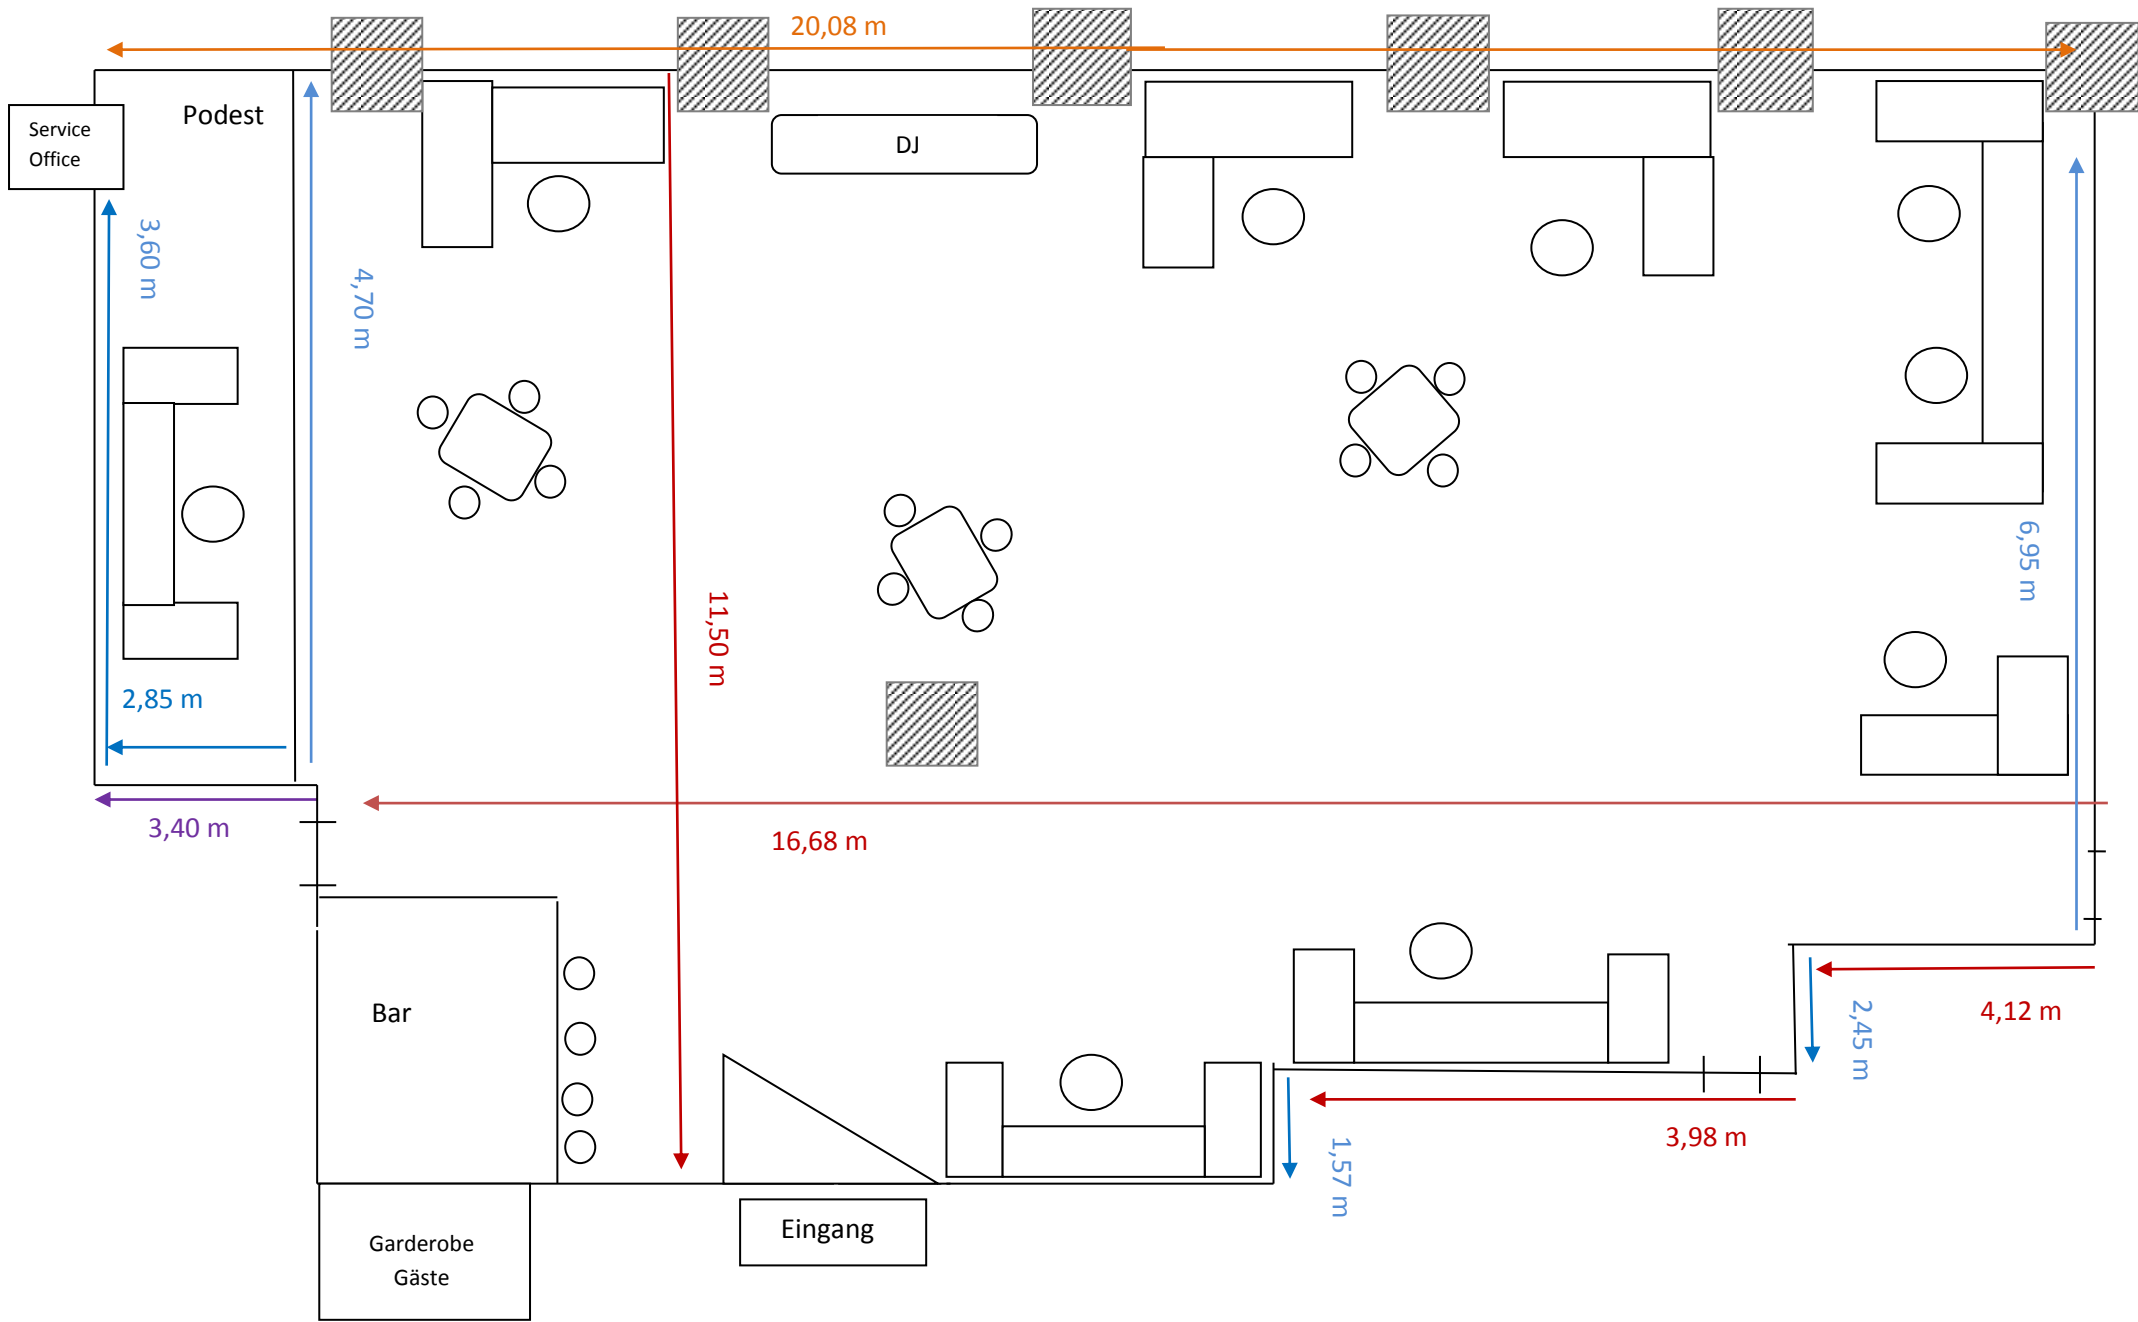 20,08 m
Podest
Service
Office
DJ
3,60 m
4,70 m
6,95 m
11,50 m
2,85 m
3,40 m
16,68 m
Bar
4,12 m
2,45 m
3,98 m
1,57 m
Eingang
Garderobe
Gäste